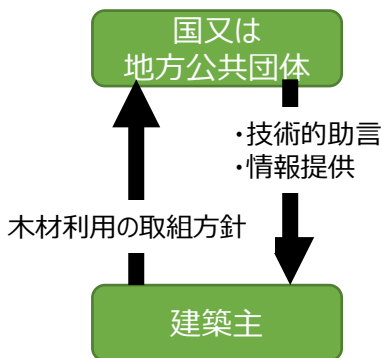 国又は
地方公共団体
・技術的助言
・情報提供
木材利用の取組方針
建築主